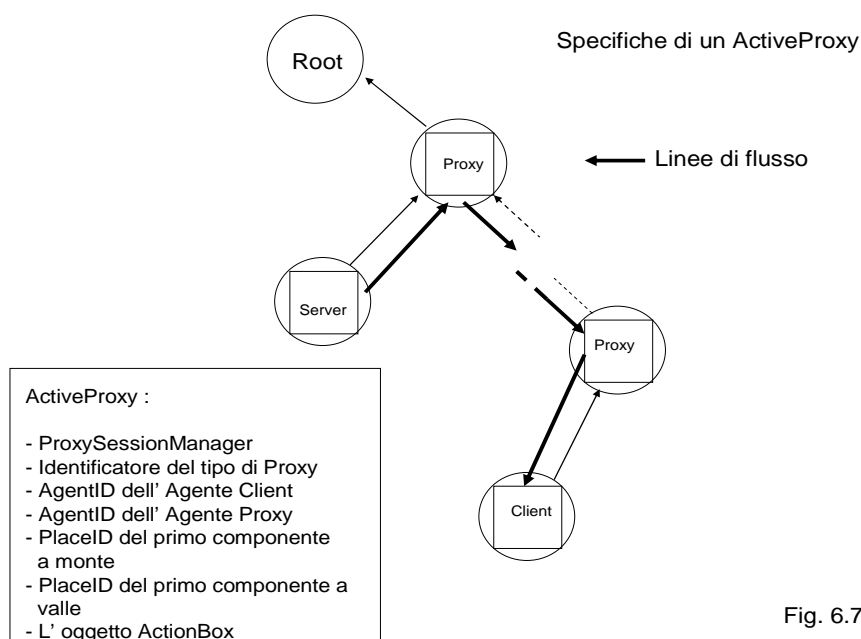 Specifiche di un ActiveProxy
Root
Proxy
Linee di flusso
Server
Proxy
ActiveProxy :
- ProxySessionManager
- Identificatore del tipo di Proxy
- AgentID dell' Agente Client
- AgentID dell' Agente Proxy
- PlaceID del primo componente
a monte
- PlaceID del primo componente a
valle
- L' oggetto ActionBox
Client
Fig. 6.7